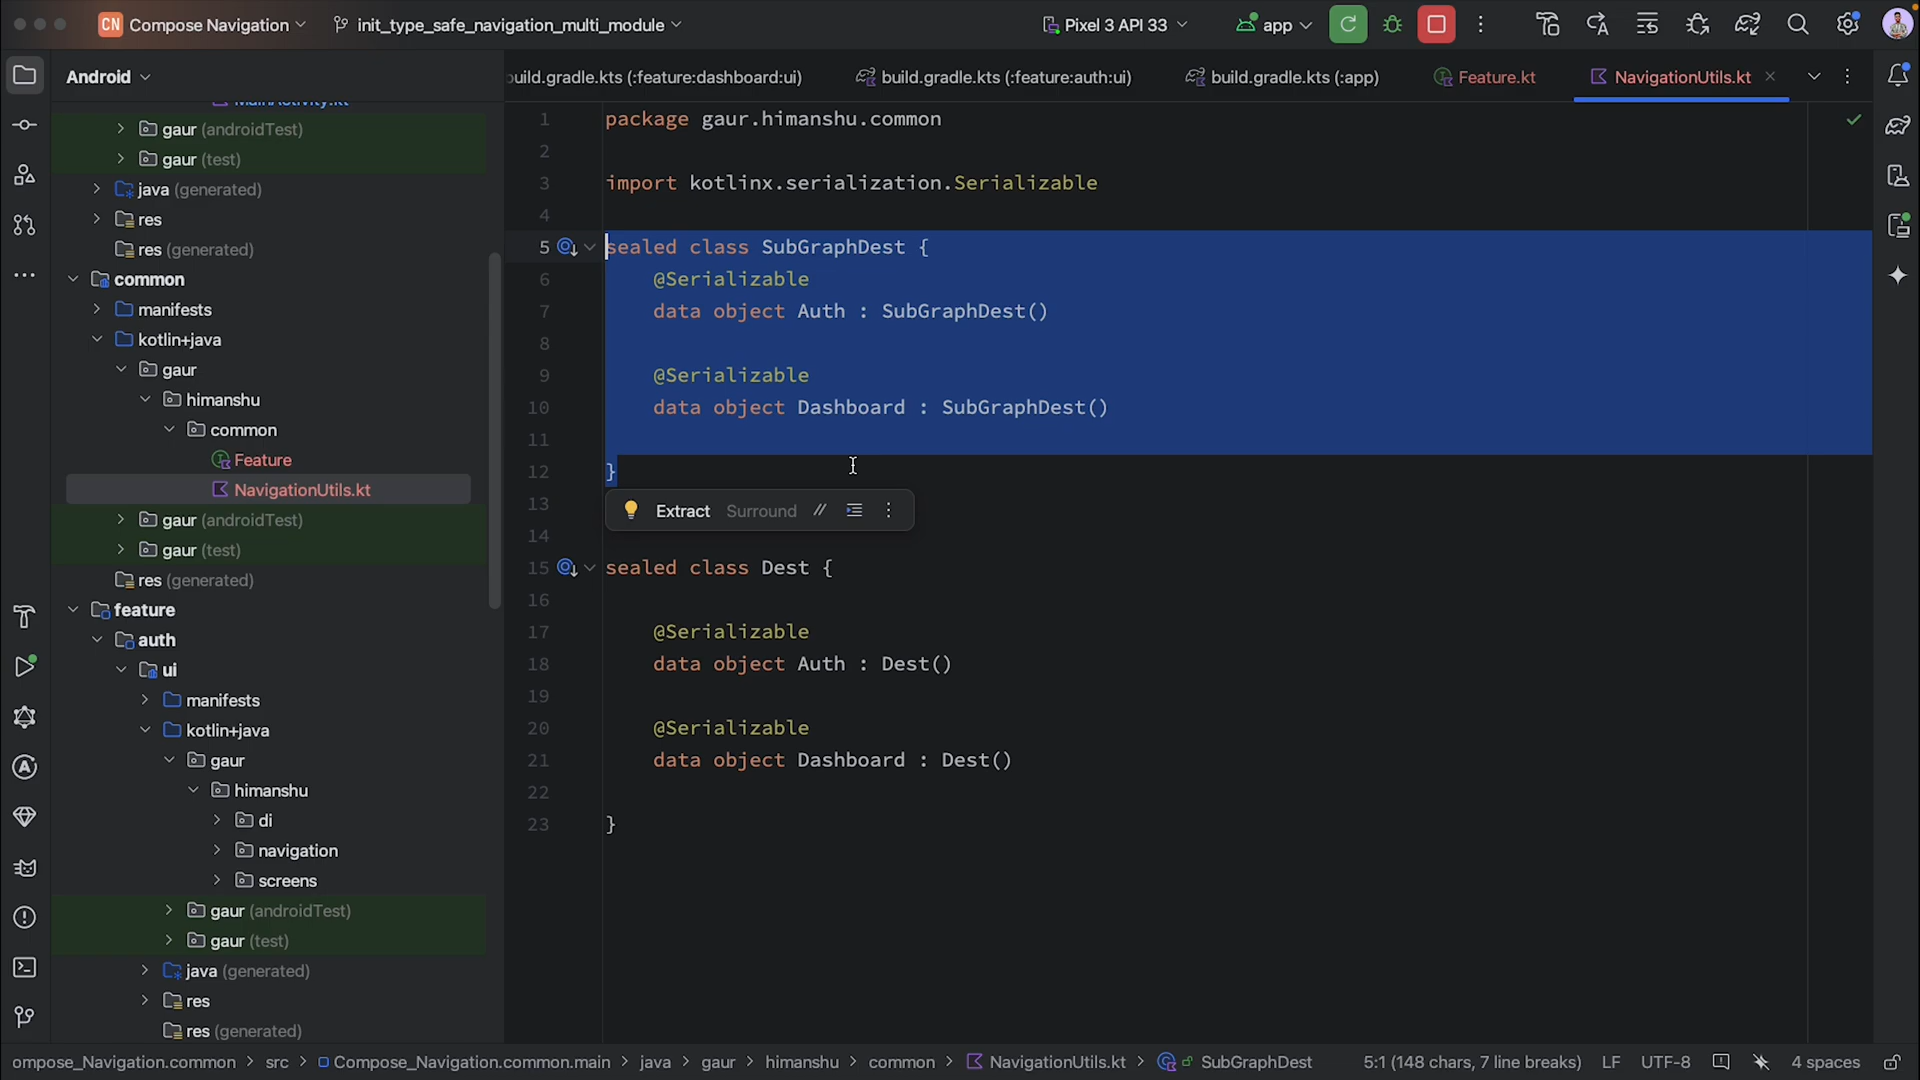 CN Compose Navigation init_type_safe_navigation_multi_module Pixel 3 API 33 app
Android
build.gradle.kts (:feature:dashboard:ui) build.gradle.kts (:feature:auth:ui) build.gradle.kts (:app) Feature.kt NavigationUtils.kt
MainActivity.kt
gaur (androidTest)
gaur (test)
java (generated)
res
res (generated)
common
manifests
kotlin+java
gaur
himanshu
common
Feature
NavigationUtils.kt
gaur (androidTest)
gaur (test)
res (generated)
feature
auth
ui
manifests
kotlin+java
gaur
himanshu
di
navigation
screens
gaur (androidTest)
gaur (test)
java (generated)
res
res (generated)
1 package gaur.himanshu.common
2
3 import kotlinx.serialization.Serializable
4
5 sealed class SubGraphDest {
6 @Serializable
7 data object Auth : SubGraphDest()
8
9 @Serializable
10 data object Dashboard : SubGraphDest()
11
12 }
13
Extract Surround //
14
15 sealed class Dest {
16
17 @Serializable
18 data object Auth : Dest()
19
20 @Serializable
21 data object Dashboard : Dest()
22
23 }
ompose_Navigation.common > src > Compose_Navigation.common.main > java > gaur > himanshu > common > NavigationUtils.kt > SubGraphDest 5:1 (148 chars, 7 line breaks) LF UTF-8 4 spaces